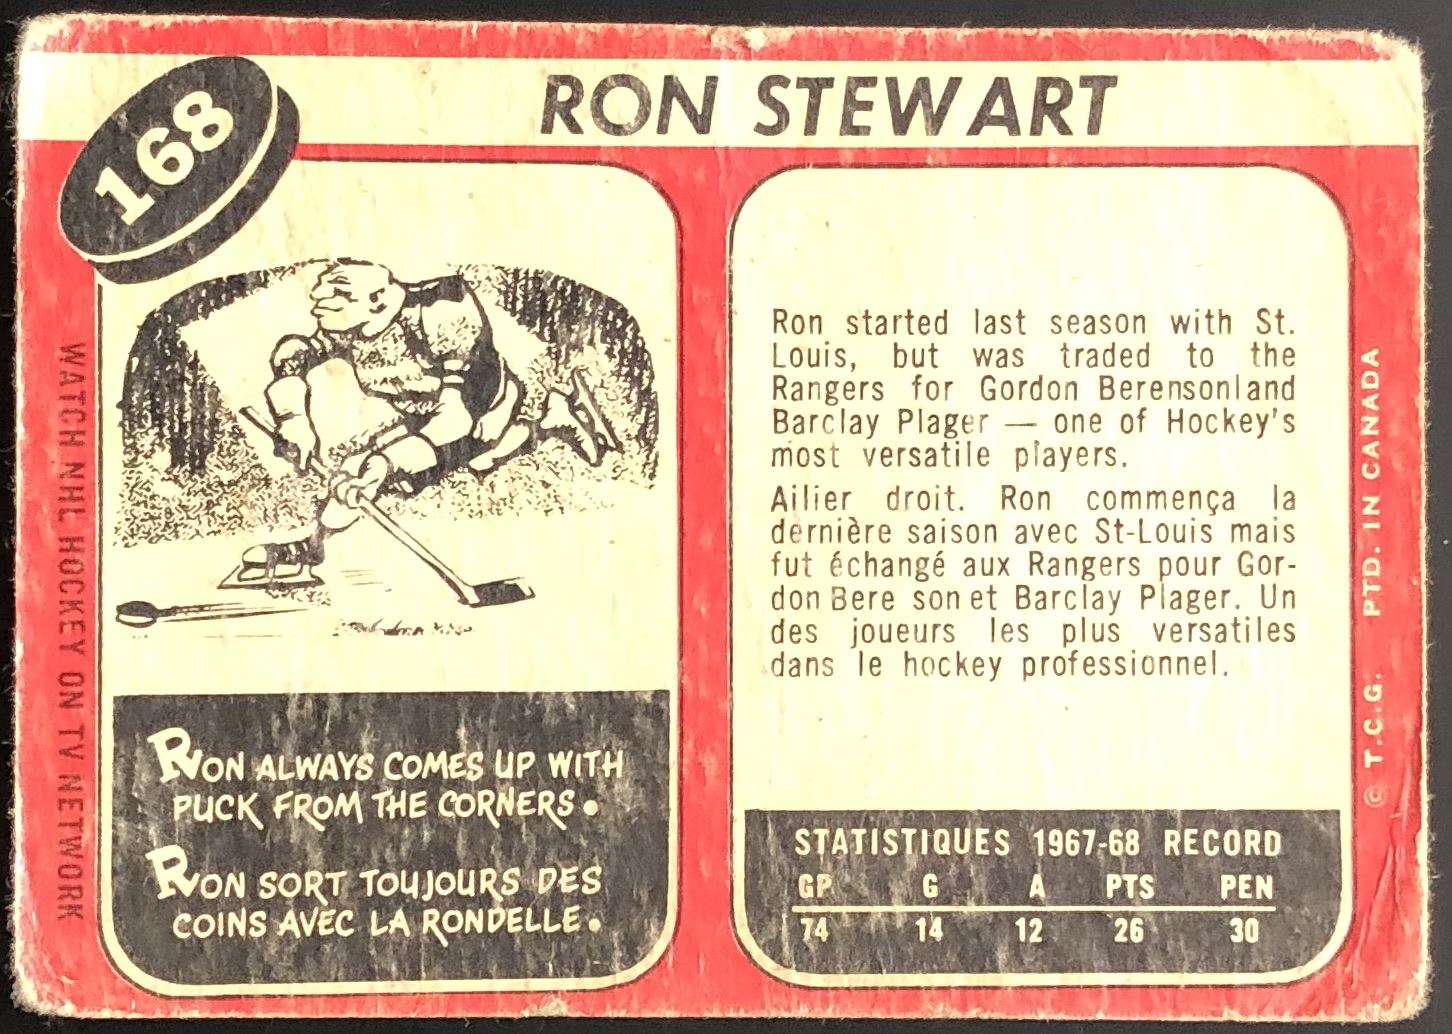 168
RON STEWART
Ron started last season with St.
Louis, but was traded to the
Rangers for Gordon Berenson and
Barclay Plager — one of Hockey's
most versatile players.
Ailier droit. Ron commença la
dernière saison avec St-Louis mais
fut échangé aux Rangers pour Gor-
don Bere son et Barclay Plager. Un
des joueurs les plus versatiles
dans le hockey professionnel.
RON ALWAYS COMES UP WITH
PUCK FROM THE CORNERS.
RON SORT TOUJOURS DES
COINS AVEC LA RONDELLE.
STATISTIQUES 1967-68 RECORD
GP G A PTS PEN
74 14 12 26 30
WATCH NHL HOCKEY ON TV NETWORK
© T.C.G. PTD. IN CANADA